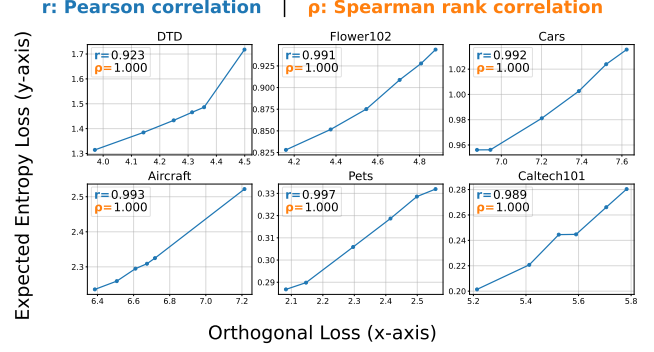 r: Pearson correlation | ρ: Spearman rank correlation
Expected Entropy Loss (y-axis)
DTD
r=0.923
ρ=1.000
1.7
1.6
1.5
1.4
1.3
4.0 4.1 4.2 4.3 4.4 4.5
Flower102
r=0.991
ρ=1.000
0.925
0.900
0.875
0.850
0.825
4.2 4.4 4.6 4.8
Cars
r=0.992
ρ=1.000
1.02
1.00
0.98
0.96
7.0 7.2 7.4 7.6
Aircraft
r=0.993
ρ=1.000
2.5
2.4
2.3
6.4 6.6 6.8 7.0 7.2
Pets
r=0.997
ρ=1.000
0.33
0.32
0.31
0.30
0.29
2.1 2.2 2.3 2.4 2.5
Caltech101
r=0.989
ρ=1.000
0.28
0.26
0.24
0.22
0.20
5.2 5.4 5.6 5.8
Orthogonal Loss (x-axis)